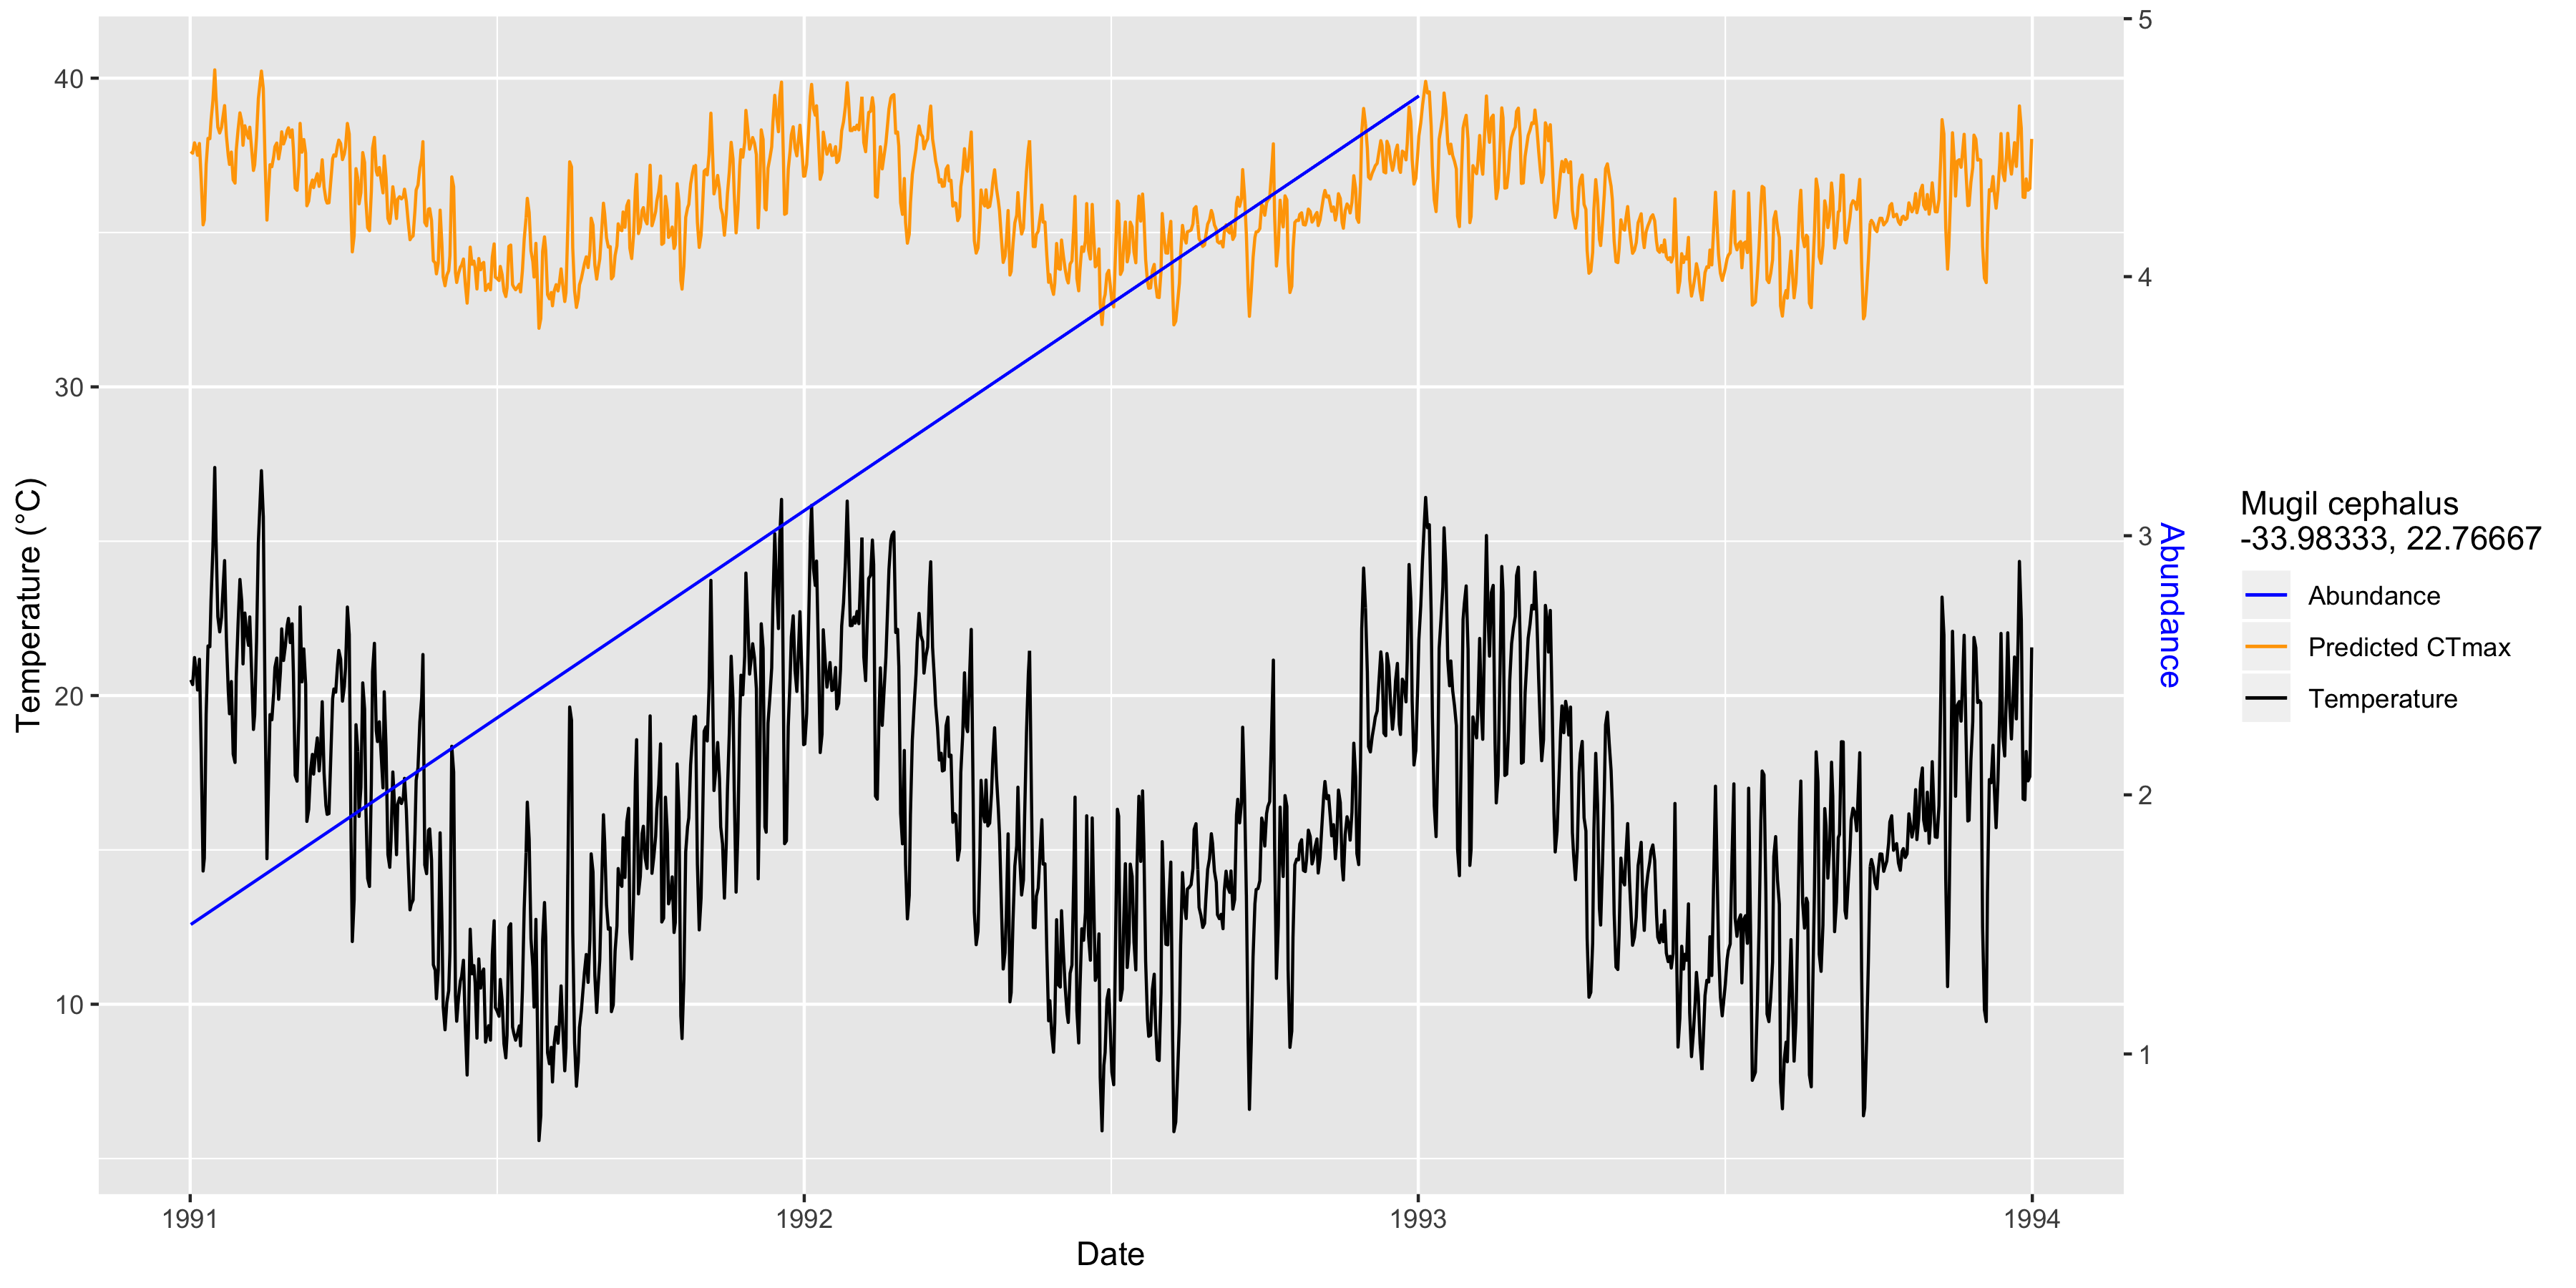 40
30
20
10
Temperature (°C)
1991
1992
1993
1994
Date
5
4
3
2
1
Abundance
Mugil cephalus
-33.98333, 22.76667
Abundance
Predicted CTmax
Temperature